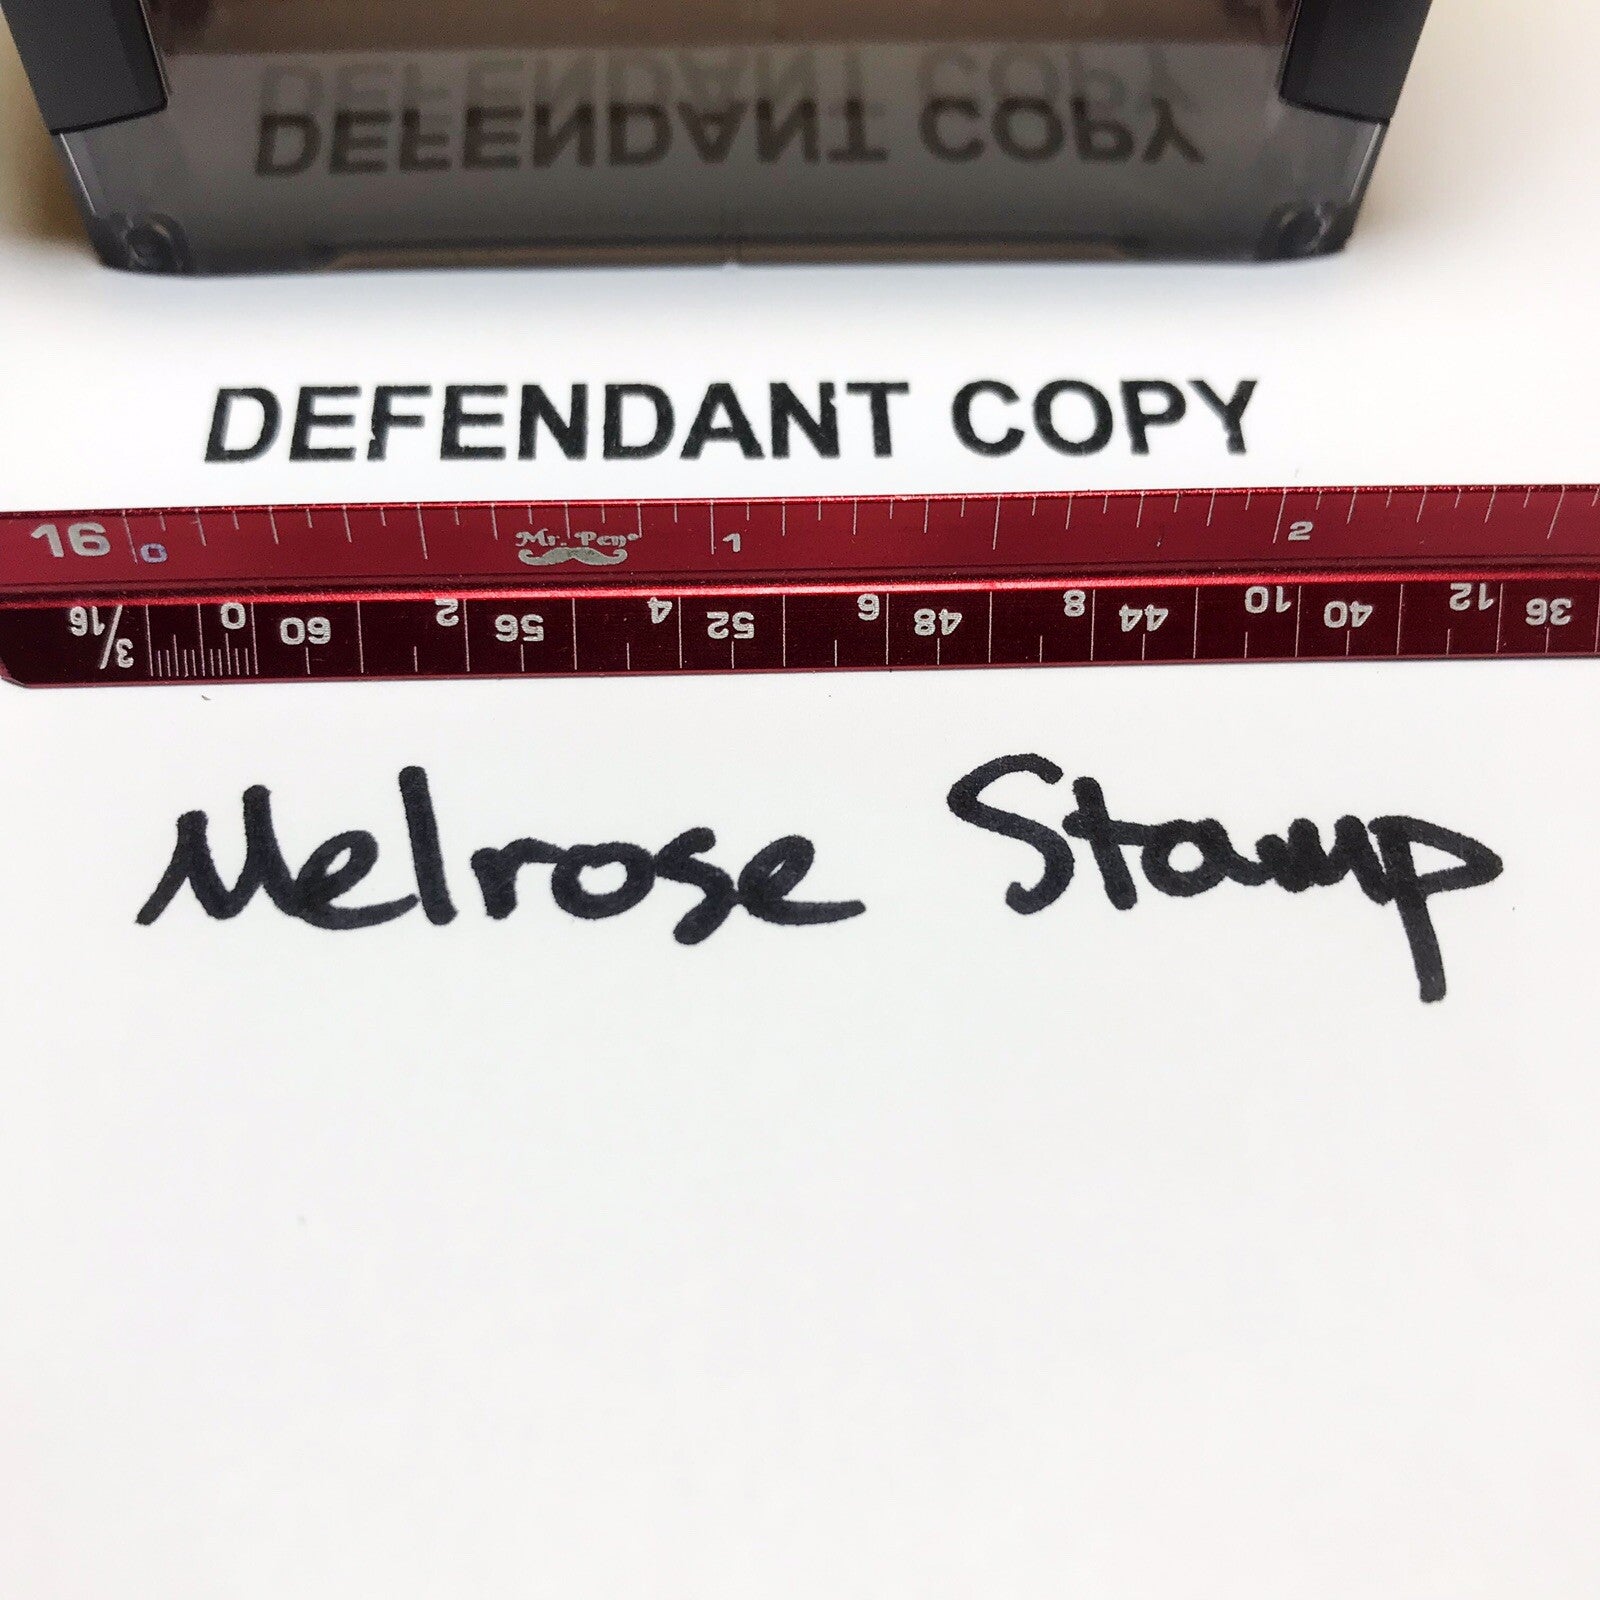 DEFENDANT COPY
DEFENDANT COPY
16 0 Mr. Pen® 1 2
3/16 0 60 2 56 4 52 6 48 8 44 10 40 12 36
Melrose Stamp